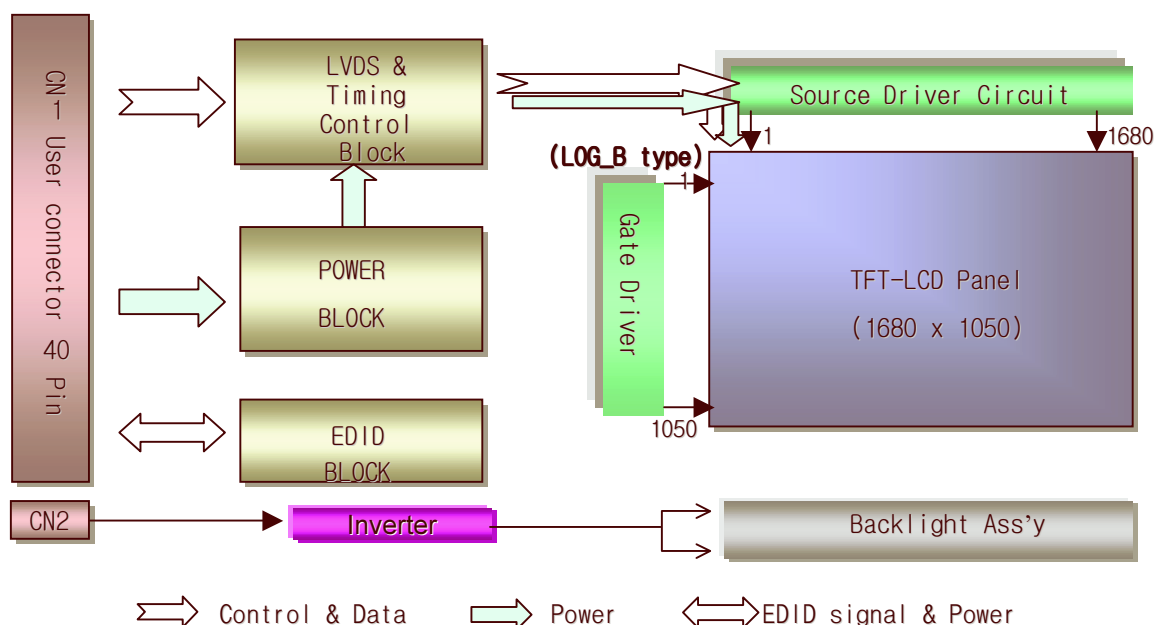 CN-1 User connector 40 Pin
LVDS &
Timing
Control
Block
Source Driver Circuit
1
1680
(LOG_B type)
1
Gate Driver
1050
POWER
BLOCK
TFT-LCD Panel
(1680 x 1050)
EDID
BLOCK
CN2
Inverter
Backlight Ass'y
Control & Data
Power
EDID signal & Power